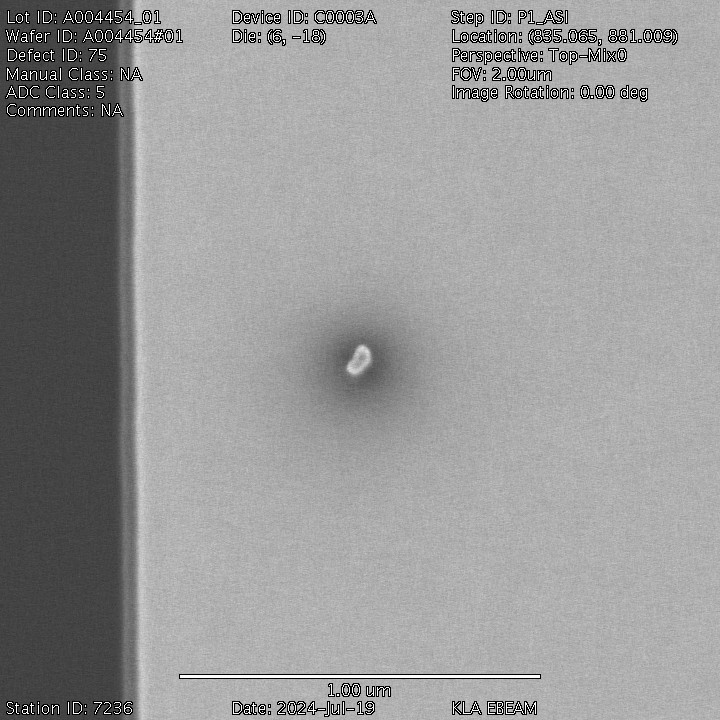 Lot ID: A004454_01 Device ID: C0003A Step ID: P1_ASI
Wafer ID: A004454#01 Die: (6, -18) Location: (835.065, 881.009)
Defect ID: 75 Perspective: Top-Mix0
Manual Class: NA FOV: 2.00um
ADC Class: 5 Image Rotation: 0.00 deg
Comments: NA
1.00 um
Station ID: 7236 Date: 2024-Jul-19 KLA EBEAM